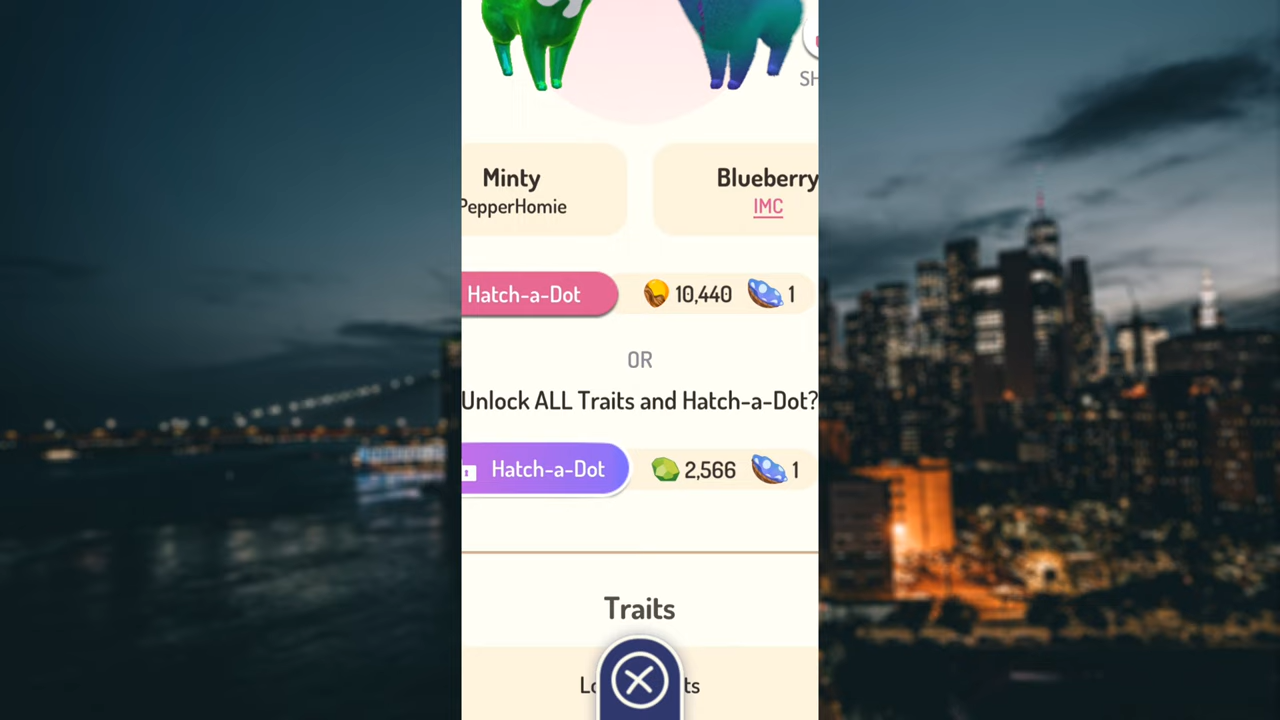 SH
Minty
Blueberry
PepperHomie
IMC
Hatch-a-Dot
10,440
1
OR
Unlock ALL Traits and Hatch-a-Dot?
Hatch-a-Dot
2,566
1
Traits